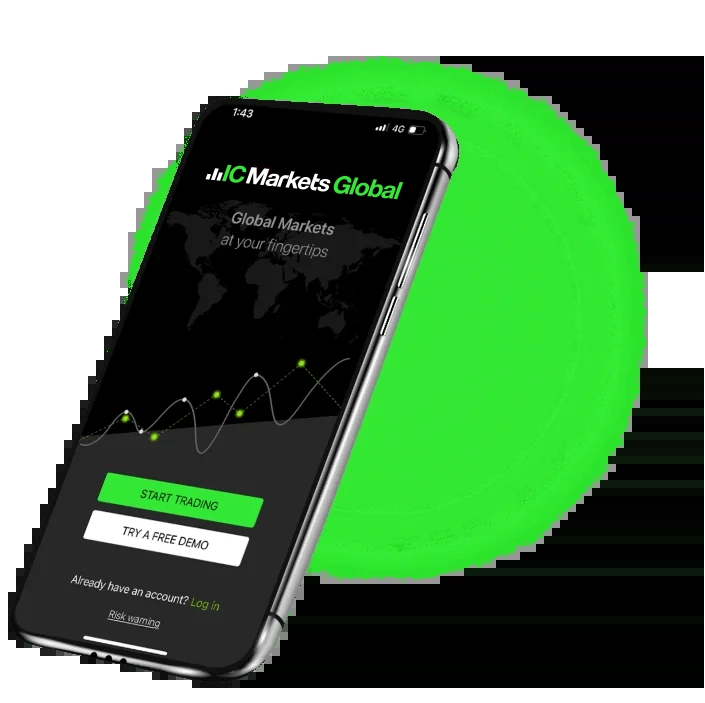 1:43
4G
IC Markets Global
Global Markets
at your fingertips
START TRADING
TRY A FREE DEMO
Already have an account? Log in
Risk warning